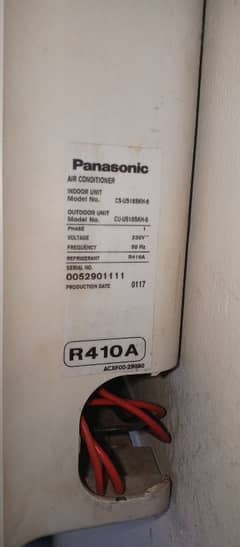 Panasonic
AIR CONDITIONER
INDOOR UNIT
Model No. CS-US18SKH-8
OUTDOOR UNIT
Model No. CU-US18SKH-8
PHASE 1
VOLTAGE 230V~
FREQUENCY 50 Hz
REFRIGERANT R410A
SERIAL NO.
0052901111
PRODUCTION DATE 0117
R410A